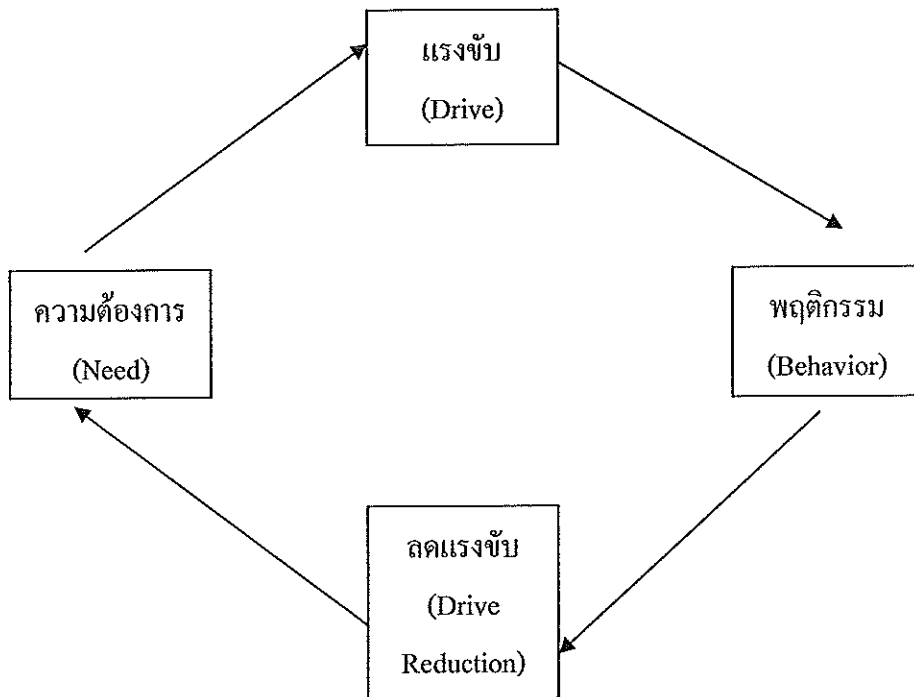 แรงขับ
(Drive)
ความต้องการ
(Need)
พฤติกรรม
(Behavior)
ลดแรงขับ
(Drive
Reduction)